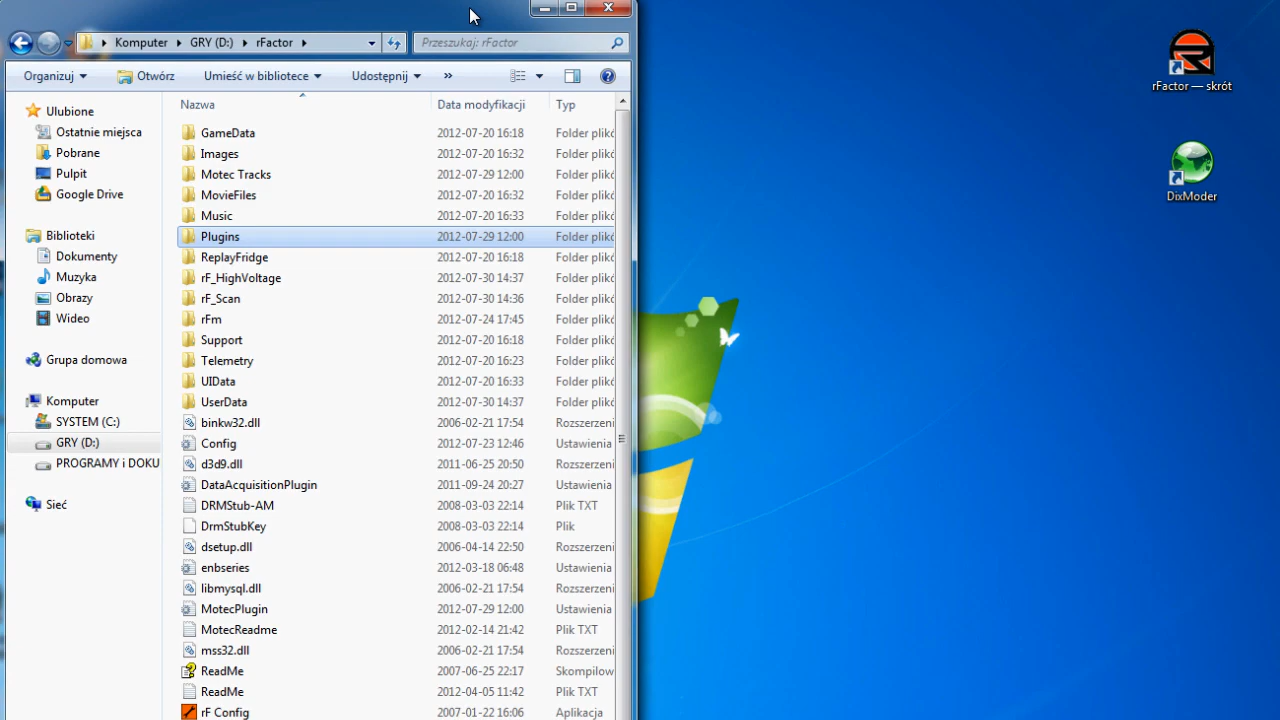 Komputer GRY (D:) rFactor Przeszukaj: rFactor
Organizuj Otwórz Umieść w bibliotece Udostępnij »
Nazwa Data modyfikacji Typ
Ulubione
Ostatnie miejsca
Pobrane
Pulpit
Google Drive
Biblioteki
Dokumenty
Muzyka
Obrazy
Wideo
Grupa domowa
Komputer
SYSTEM (C:)
GRY (D:)
PROGRAMY i DOKU
Sieć
GameData 2012-07-20 16:18 Folder plikó
Images 2012-07-20 16:32 Folder plikó
Motec Tracks 2012-07-29 12:00 Folder plikó
MovieFiles 2012-07-20 16:32 Folder plikó
Music 2012-07-20 16:33 Folder plikó
Plugins 2012-07-29 12:00 Folder plikó
ReplayFridge 2012-07-20 16:18 Folder plikó
rF_HighVoltage 2012-07-30 14:37 Folder plikó
rF_Scan 2012-07-30 14:36 Folder plikó
rFm 2012-07-24 17:45 Folder plikó
Support 2012-07-20 16:18 Folder plikó
Telemetry 2012-07-20 16:23 Folder plikó
UIData 2012-07-20 16:33 Folder plikó
UserData 2012-07-30 14:37 Folder plikó
binkw32.dll 2006-02-21 17:54 Rozszerzeni
Config 2012-07-23 12:46 Ustawienia
d3d9.dll 2011-06-25 20:50 Rozszerzeni
DataAcquisitionPlugin 2011-09-24 20:27 Ustawienia
DRMStub-AM 2008-03-03 22:14 Plik TXT
DrmStubKey 2008-03-03 22:14 Plik
dsetup.dll 2006-04-14 22:50 Rozszerzeni
enbseries 2012-03-18 06:48 Ustawienia
libmysql.dll 2006-02-21 17:54 Rozszerzeni
MotecPlugin 2012-07-29 12:00 Ustawienia
MotecReadme 2012-02-14 21:42 Plik TXT
mss32.dll 2006-02-21 17:54 Rozszerzeni
ReadMe 2007-06-25 22:17 Skompilow
ReadMe 2012-04-05 11:42 Plik TXT
rF Config 2007-01-22 16:06 Aplikacja
rFactor — skrót
DixModer